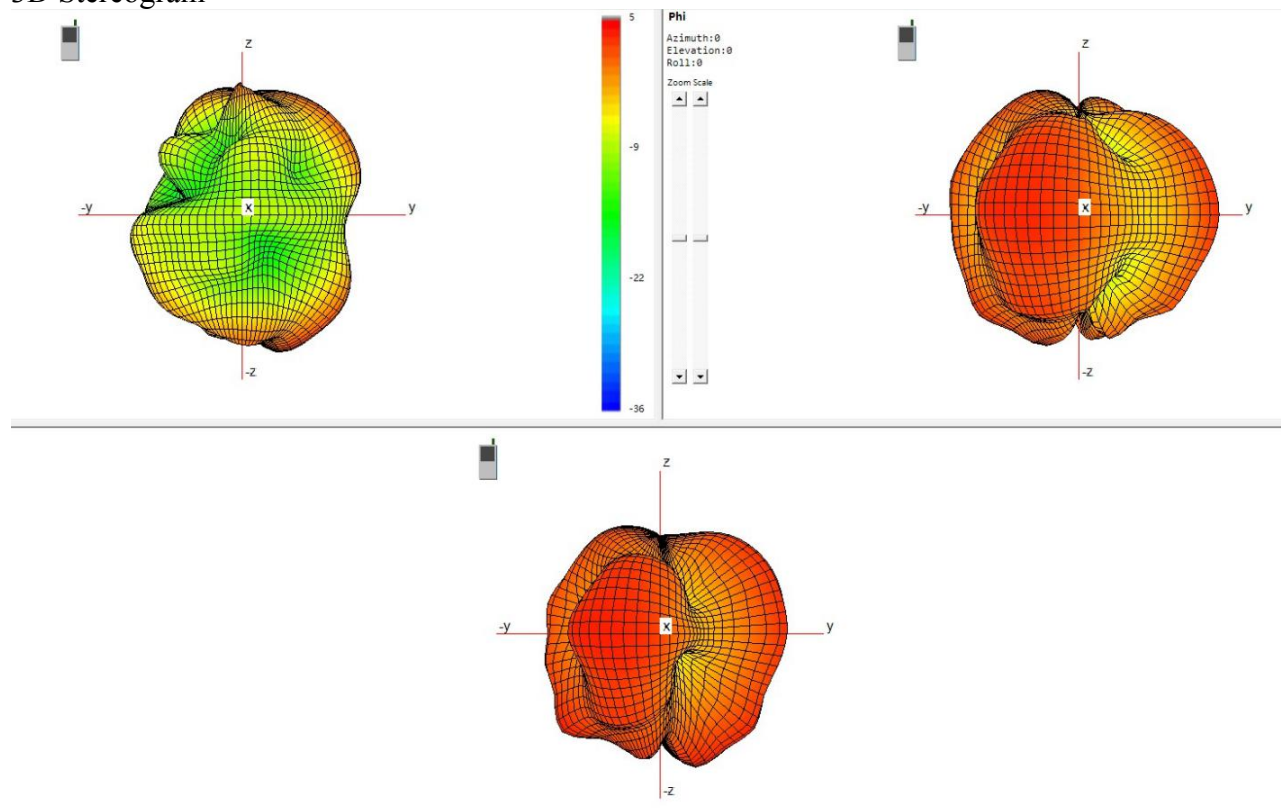 3D Stereogram
5
-9
-22
-36
Phi
Azimuth:0
Elevation:0
Roll:0
Zoom Scale
z
-y
x
y
-z
z
-y
x
y
-z
z
-y
x
y
-z